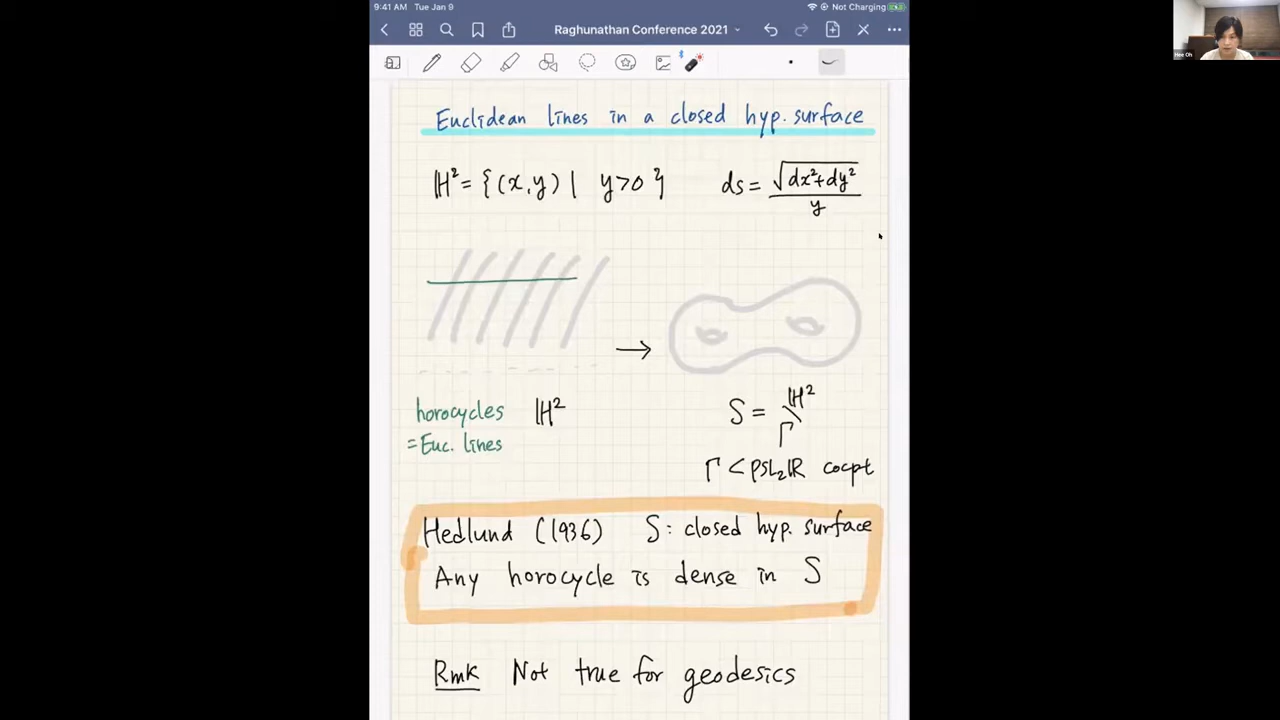 9:41 AM Tue Jan 9
Not Charging
Raghunathan Conference 2021
Hee Oh
Euclidean lines in a closed hyp. surface
ℍ² = {(x,y) | y>0} ds = √(dx²+dy²)/y
→
horocycles ℍ² S = Γ\ℍ²
= Euc. lines
Γ < PSL₂ℝ cocpt
Hedlund (1936) S: closed hyp. surface
Any horocycle is dense in S
Rmk Not true for geodesics